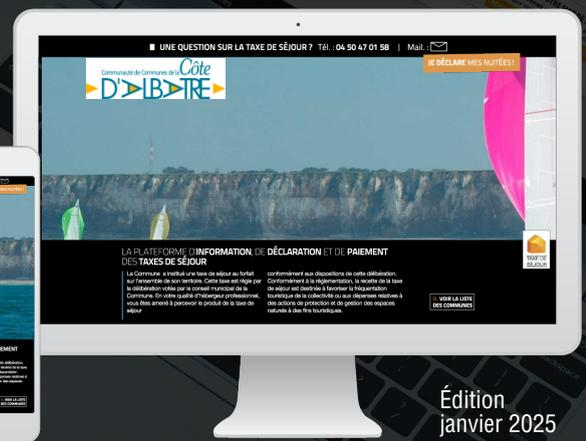 UNE QUESTION SUR LA TAXE DE SÉJOUR ? Tél. : 04 50 47 01 58 | Mail. :
JE DÉCLARE MES NUITÉES !
Communauté de Communes de la Côte
D'ALBATRE
LA PLATEFORME D'INFORMATION, DE DÉCLARATION ET DE PAIEMENT
DES TAXES DE SÉJOUR
La Commune a institué une taxe de séjour au forfait
sur l'ensemble de son territoire. Cette taxe est régie par
la délibération votée par le conseil municipal de la
Commune. En votre qualité d'hébergeur professionnel,
vous êtes amené à percevoir le produit de la taxe de
séjour
conformément aux dispositions de cette délibération.
Conformément à la réglementation, la recette de la taxe
de séjour est destinée à favoriser la fréquentation
touristique de la collectivité ou aux dépenses relatives à
des actions de protection et de gestion des espaces
naturels à des fins touristiques.
TAXE DE
SÉJOUR
VOIR LA LISTE
DES COMMUNES
Édition
janvier 2025